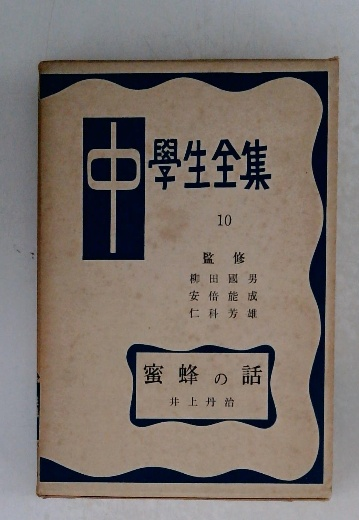 中學生全集
10
監修
柳田國男
安倍能成
仁科芳雄
蜜蜂の話
井上丹治